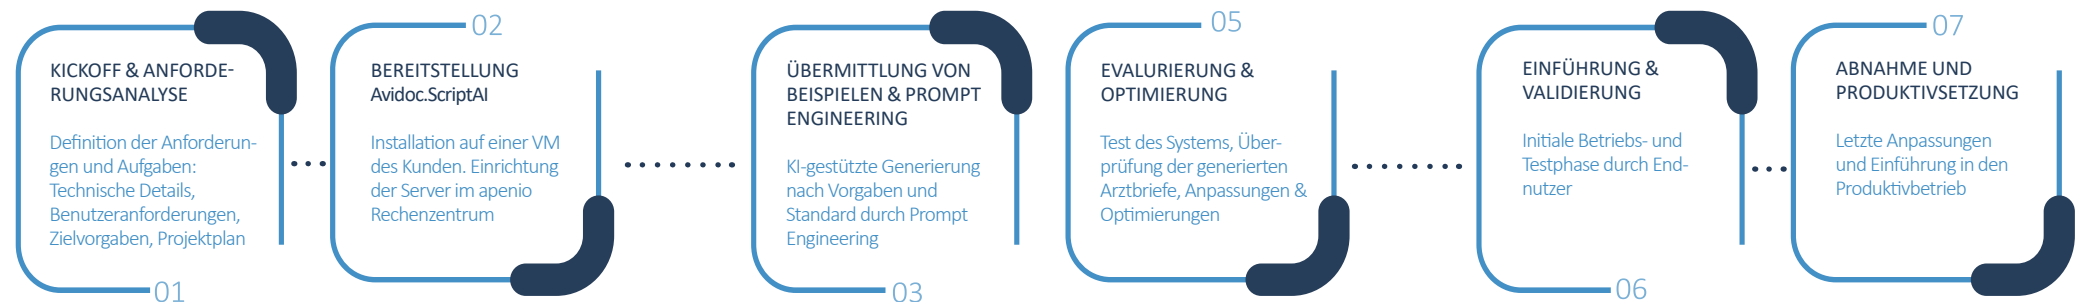 KICKOFF & ANFORDE-
RUNGSANALYSE
Definition der Anforderun-
gen und Aufgaben:
Technische Details,
Benutzeranforderungen,
Zielvorgaben, Projektplan
01
02
BEREITSTELLUNG
Avidoc.ScriptAI
Installation auf einer VM
des Kunden. Einrichtung
der Server im apenio
Rechenzentrum
ÜBERMITTLUNG VON
BEISPIELEN & PROMPT
ENGINEERING
KI-gestützte Generierung
nach Vorgaben und
Standard durch Prompt
Engineering
03
05
EVALURIERUNG &
OPTIMIERUNG
Test des Systems, Über-
prüfung der generierten
Arztbriefe, Anpassungen &
Optimierungen
EINFÜHRUNG &
VALIDIERUNG
Initiale Betriebs- und
Testphase durch End-
nutzer
06
07
ABNAHME UND
PRODUKTIVSETZUNG
Letzte Anpassungen
und Einführung in den
Produktivbetrieb